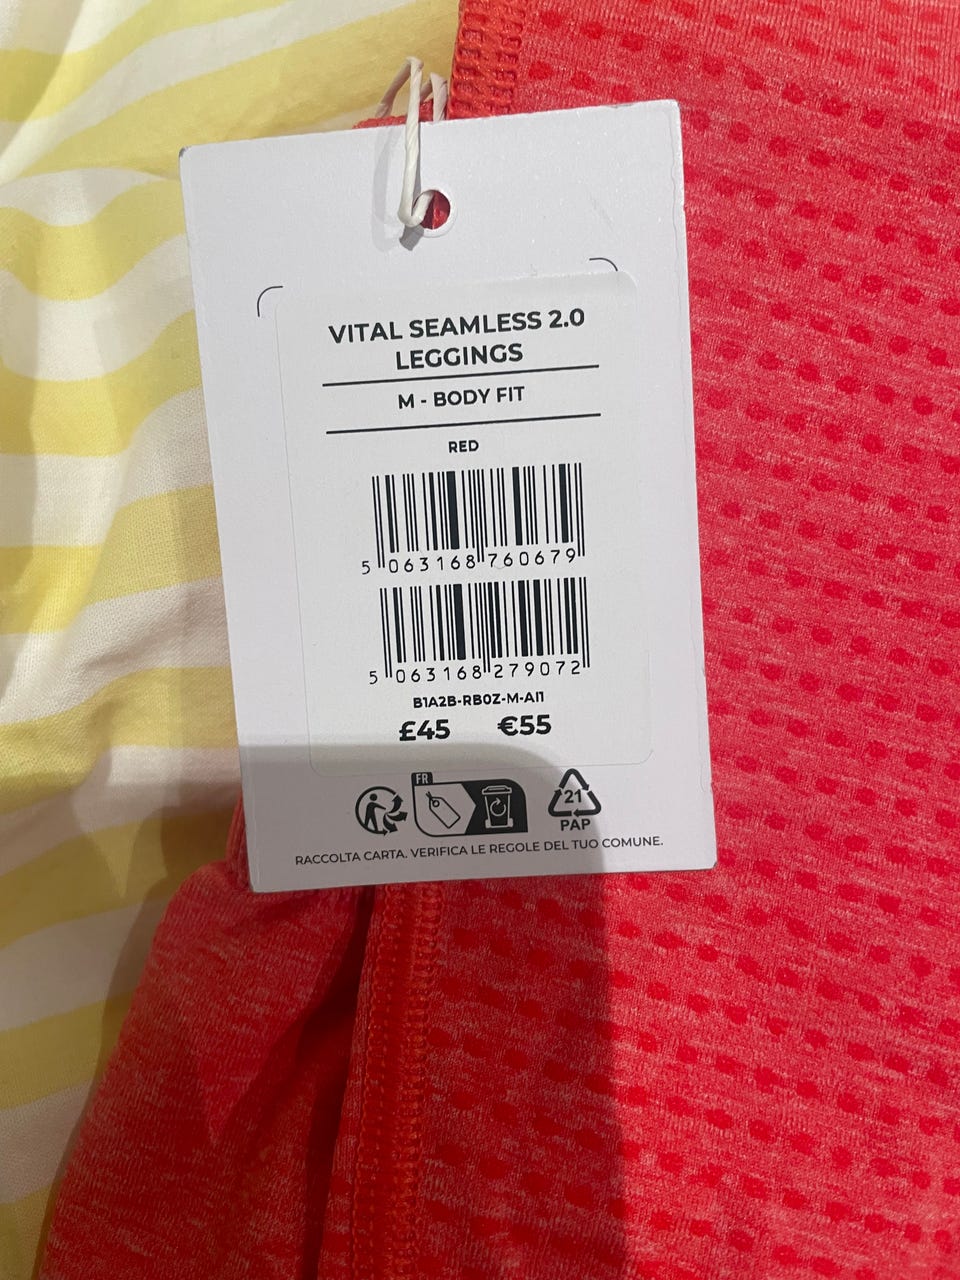 VITAL SEAMLESS 2.0
LEGGINGS
M - BODY FIT
RED
5 063168 760679
5 063168 279072
B1A2B-RB0Z-M-AI1
£45 €55
FR
21
PAP
RACCOLTA CARTA. VERIFICA LE REGOLE DEL TUO COMUNE.